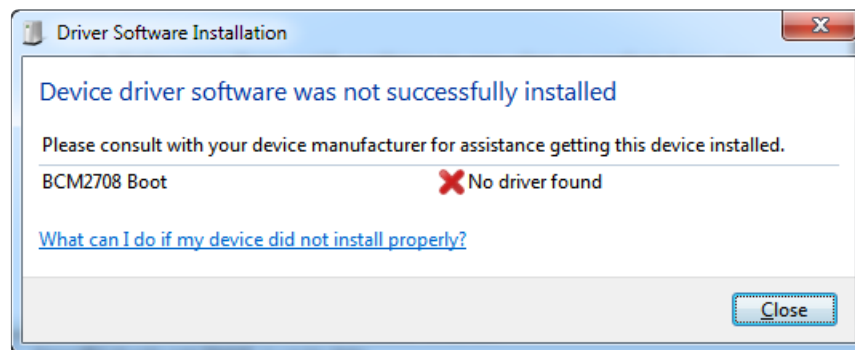 Driver Software Installation
Device driver software was not successfully installed
Please consult with your device manufacturer for assistance getting this device installed.
BCM2708 Boot No driver found
What can I do if my device did not install properly?
Close